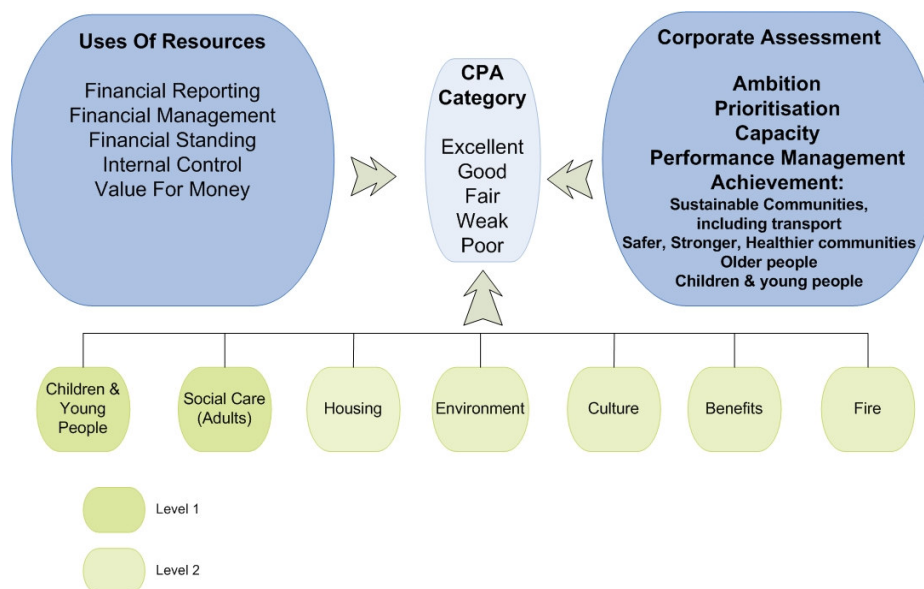 Uses Of Resources
Financial Reporting
Financial Management
Financial Standing
Internal Control
Value For Money
CPA
Category
Excellent
Good
Fair
Weak
Poor
Corporate Assessment
Ambition
Prioritisation
Capacity
Performance Management
Achievement:
Sustainable Communities,
including transport
Safer, Stronger, Healthier communities
Older people
Children & young people
Children &
Young
People
Social Care
(Adults)
Housing
Environment
Culture
Benefits
Fire
Level 1
Level 2